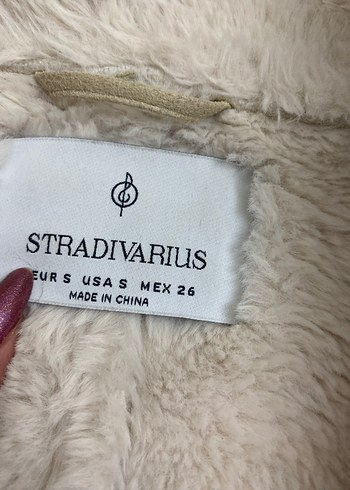 STRADIVARIUS
EUR S USA S MEX 26
MADE IN CHINA